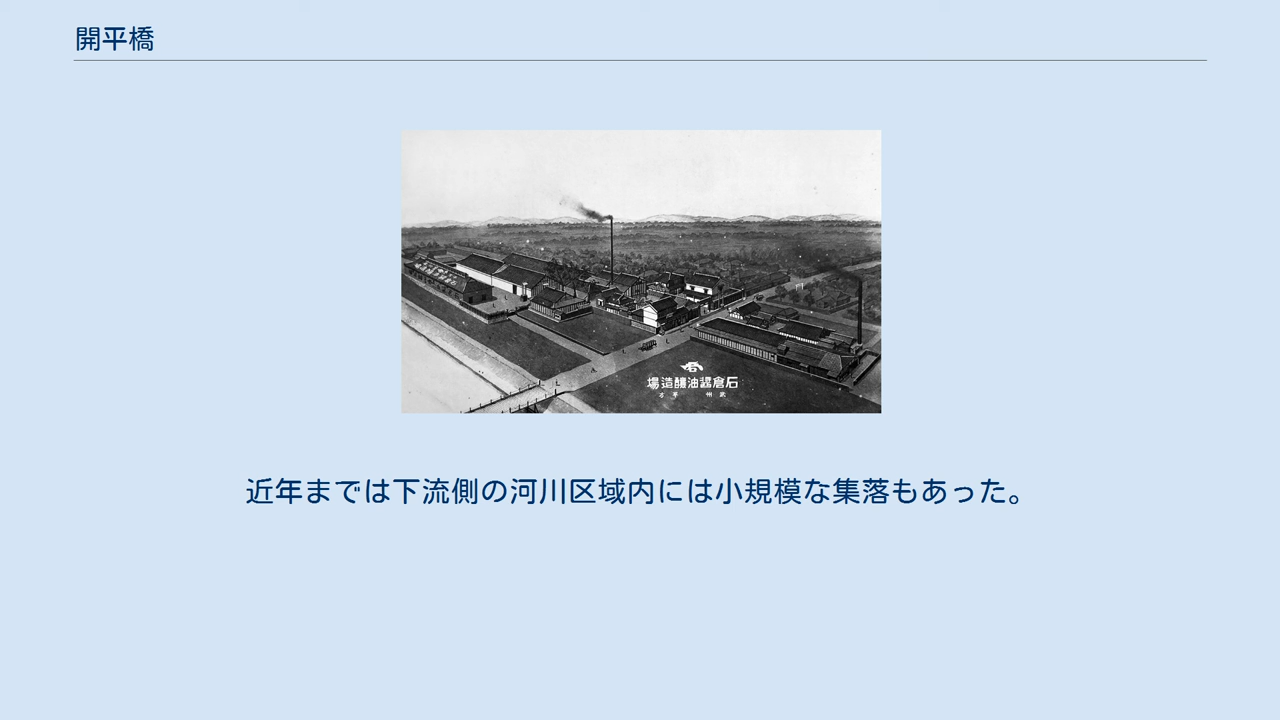 開平橋
石倉醤油醸造場
近年までは下流側の河川区域内には小規模な集落もあった。